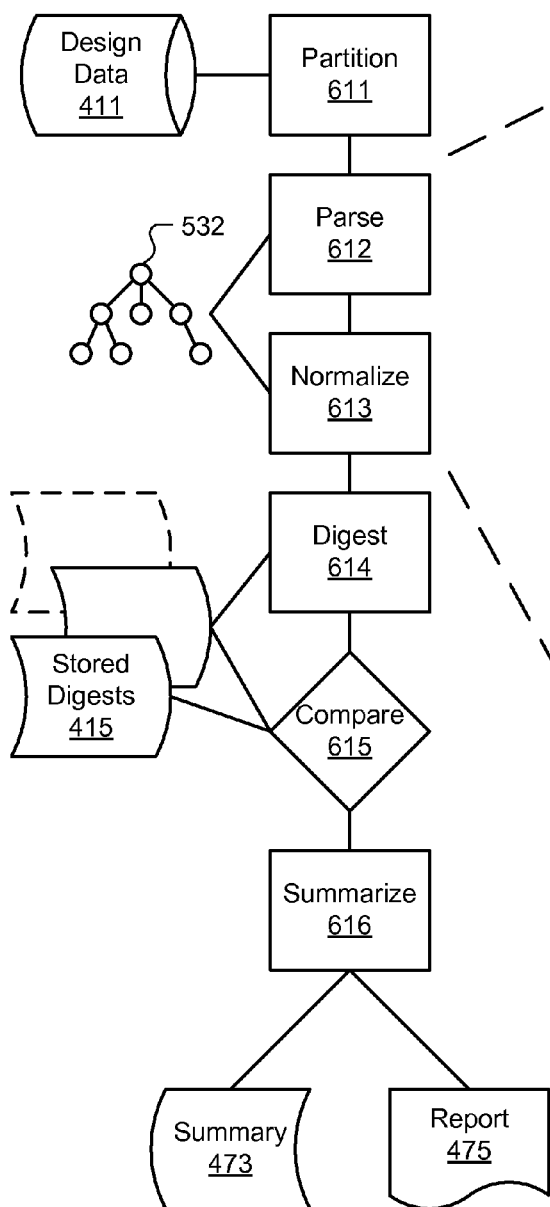 Design
Data
411
Partition
611
532
Parse
612
Normalize
613
Digest
614
Stored
Digests
415
Compare
615
Summarize
616
Summary
473
Report
475